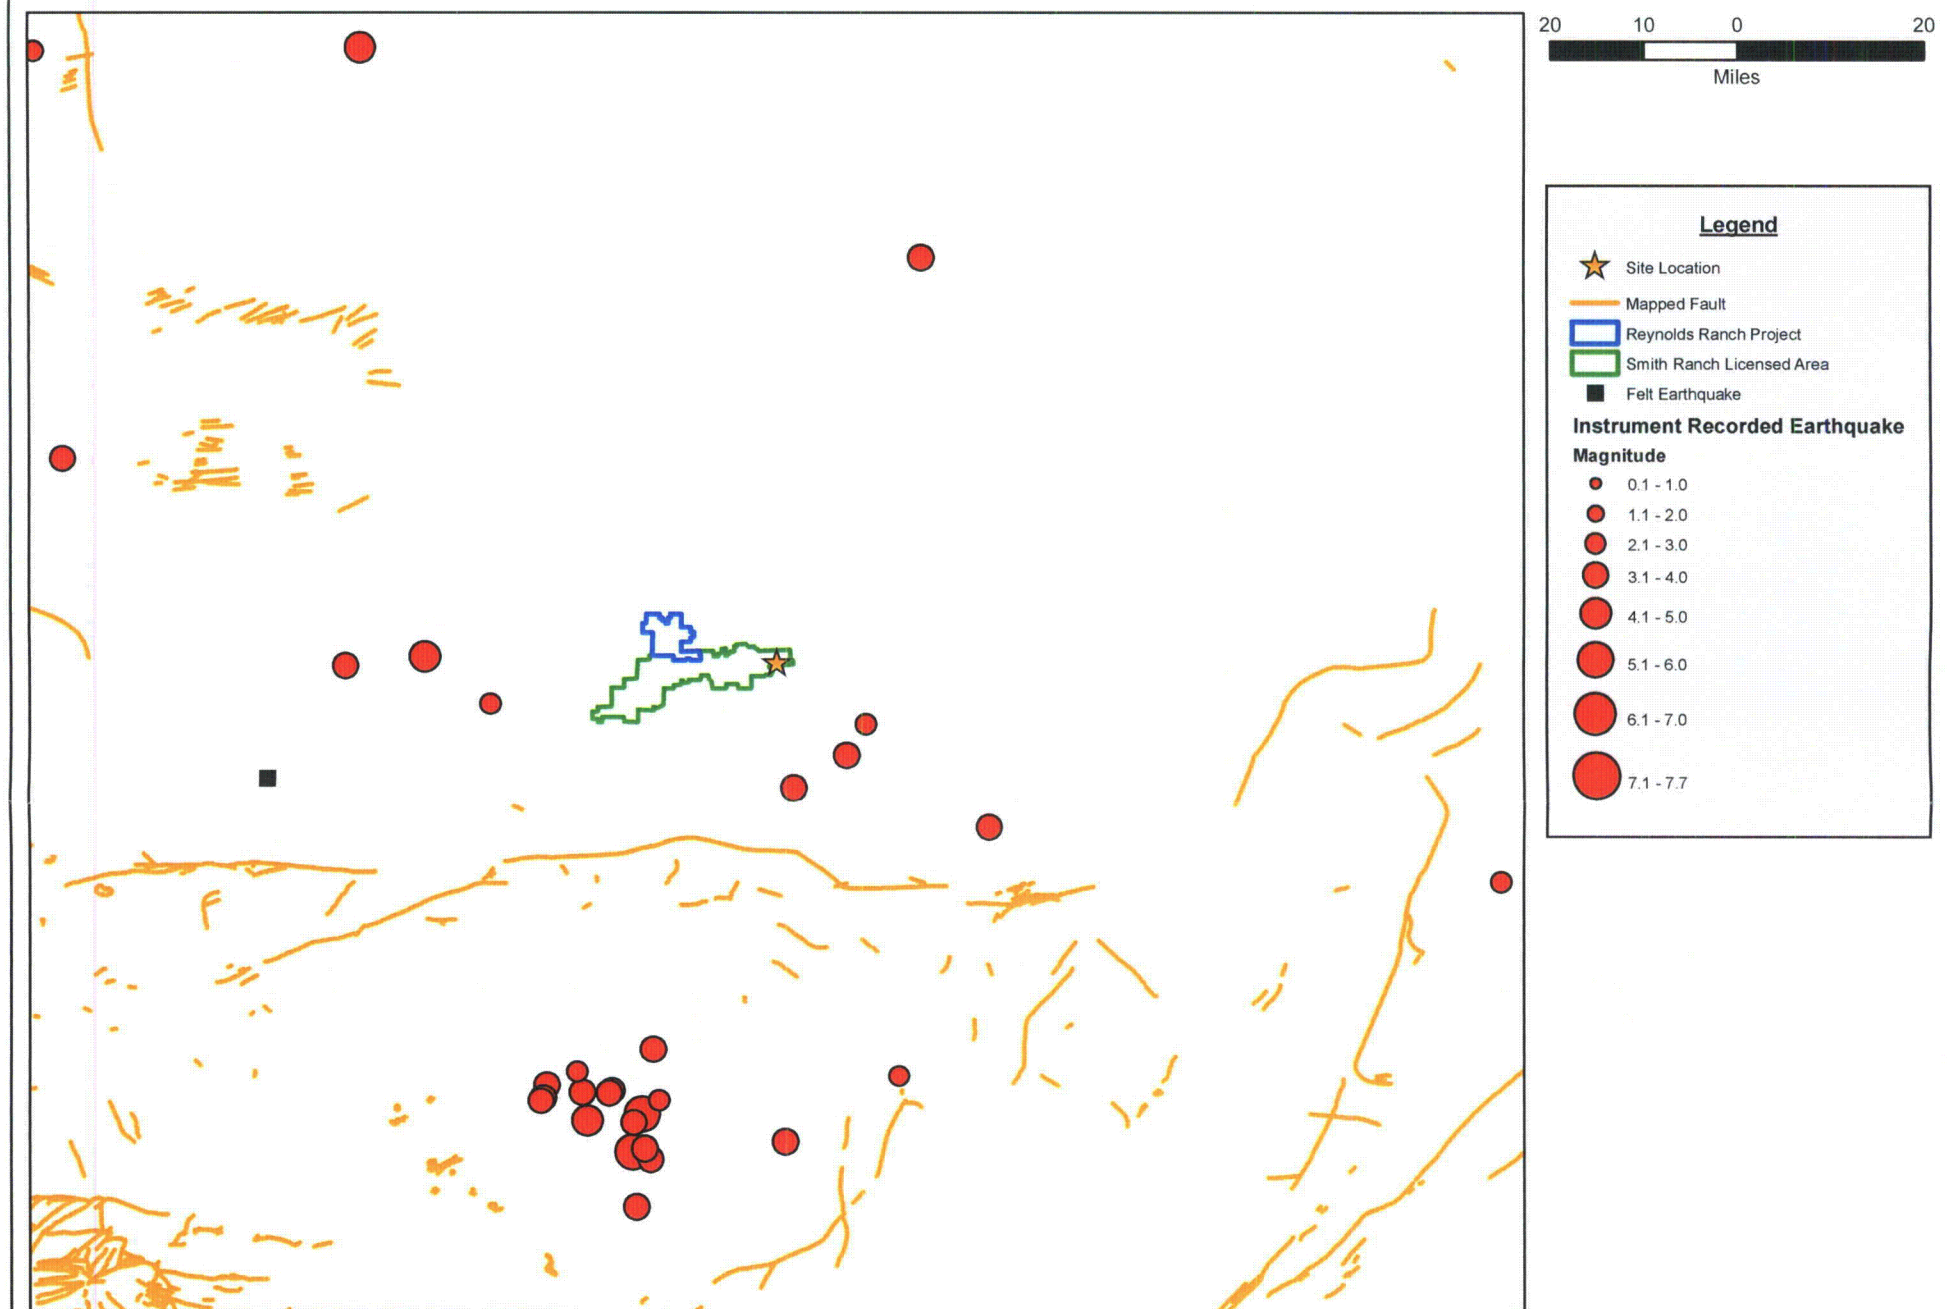 20 10 0 20
Miles
Legend
Site Location
Mapped Fault
Reynolds Ranch Project
Smith Ranch Licensed Area
Felt Earthquake
Instrument Recorded Earthquake
Magnitude
0.1 - 1.0
1.1 - 2.0
2.1 - 3.0
3.1 - 4.0
4.1 - 5.0
5.1 - 6.0
6.1 - 7.0
7.1 - 7.7